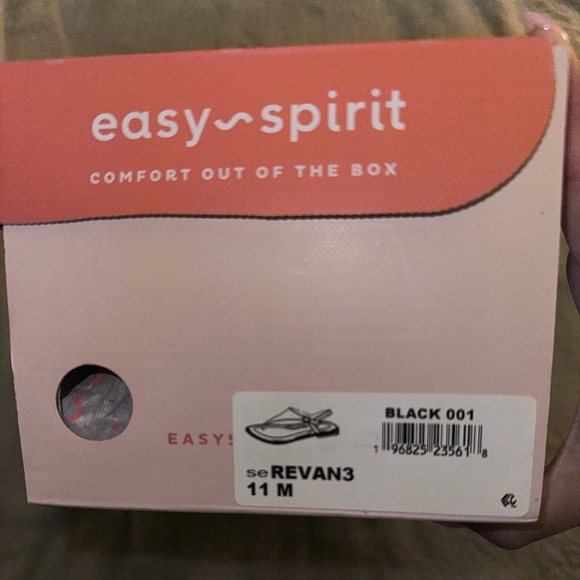 easy~spirit
COMFORT OUT OF THE BOX
EASYS
BLACK 001
1 96825 23561 8
seREVAN3
11 M